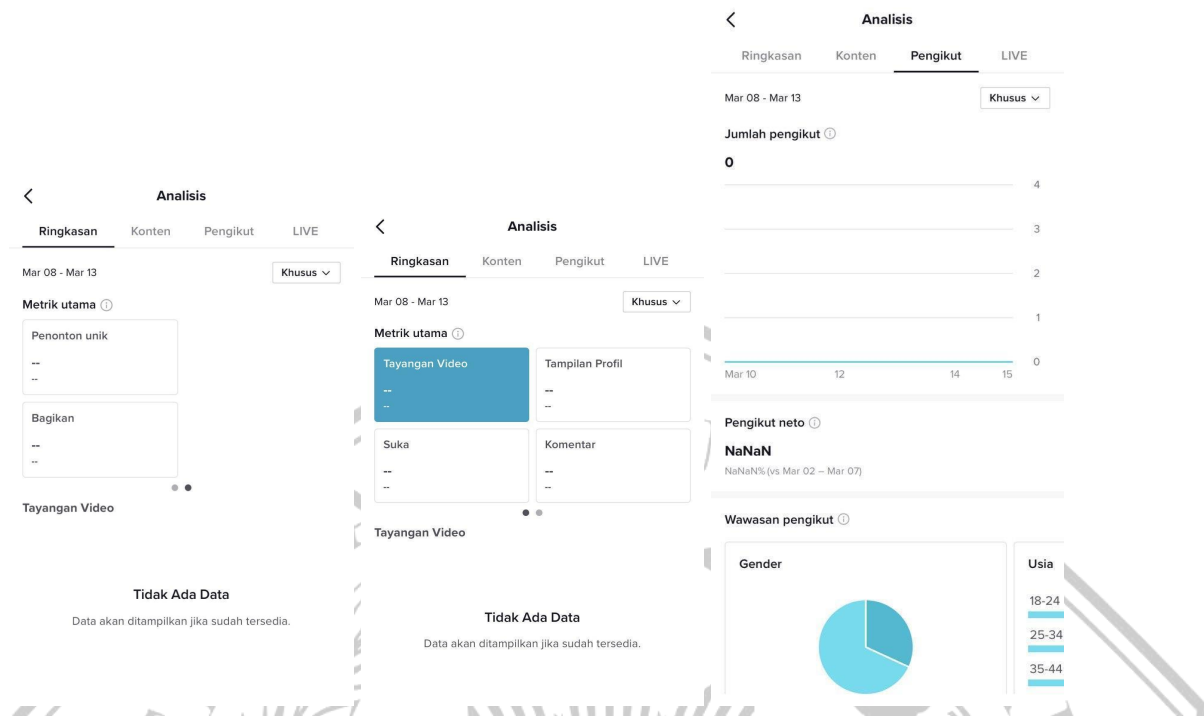 Analisis
Ringkasan Konten Pengikut LIVE
Mar 08 - Mar 13 Khusus
Metrik utama
Penonton unik
--
--
Bagikan
--
--
Tayangan Video
Tidak Ada Data
Data akan ditampilkan jika sudah tersedia.
Analisis
Ringkasan Konten Pengikut LIVE
Mar 08 - Mar 13 Khusus
Metrik utama
Tayangan Video Tampilan Profil
-- --
-- --
Suka Komentar
-- --
-- --
Tayangan Video
Tidak Ada Data
Data akan ditampilkan jika sudah tersedia.
Analisis
Ringkasan Konten Pengikut LIVE
Mar 08 - Mar 13 Khusus
Jumlah pengikut
0
4
3
2
1
0
Mar 10 12 14 15
Pengikut neto
NaNaN
NaNaN% (vs Mar 02 – Mar 07)
Wawasan pengikut
Gender Usia
18-24
25-34
35-44